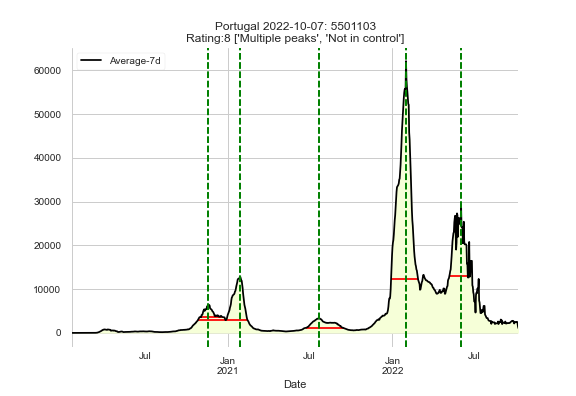 Portugal 2022-10-07: 5501103
Rating:8 ['Multiple peaks', 'Not in control']
Average-7d
60000
50000
40000
30000
20000
10000
0
Jul
Jan
2021
Jul
Jan
2022
Jul
Date